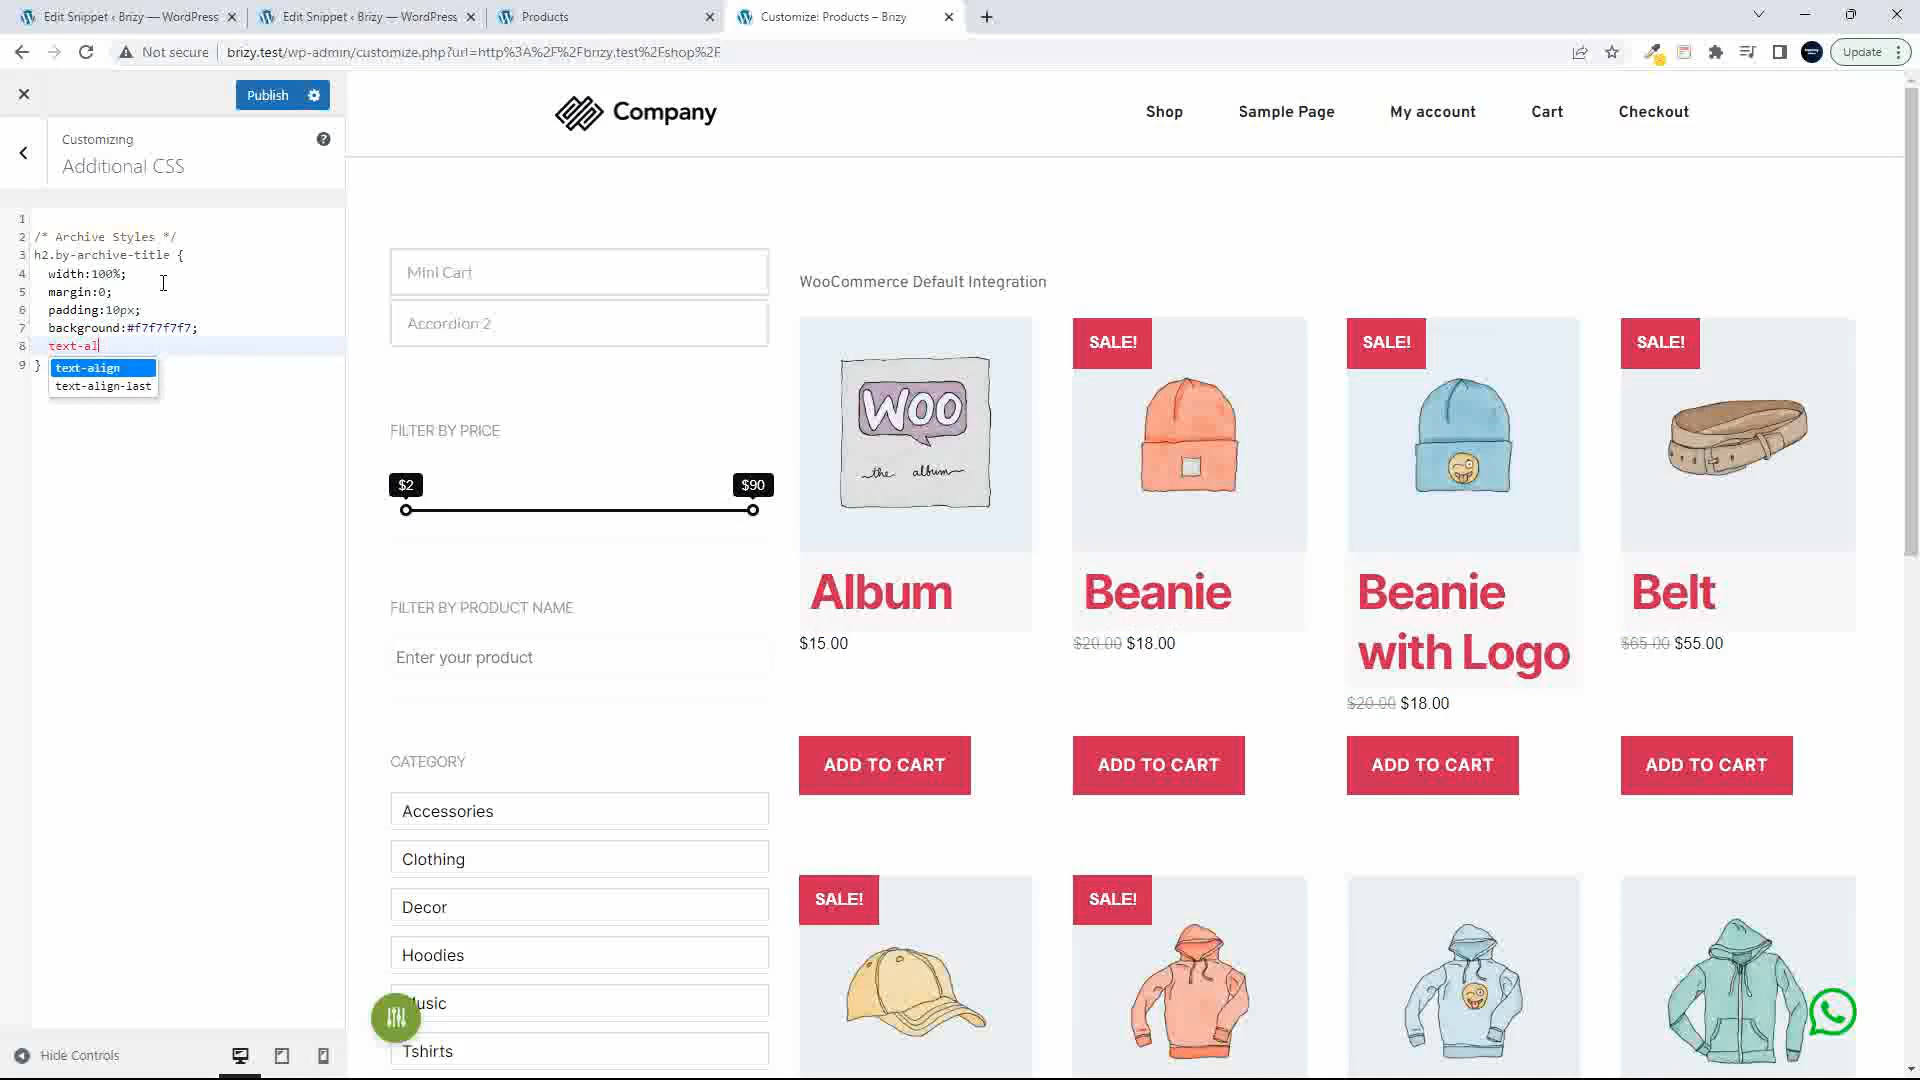 Edit Snippet ‹ Brizy — WordPress
Edit Snippet ‹ Brizy — WordPress
Products
Customize: Products – Brizy
Not secure
brizy.test/wp-admin/customize.php?url=http%3A%2F%2Fbrizy.test%2Fshop%2F
Update
Publish
Customizing
Additional CSS
1
2 /* Archive Styles */
3 h2.by-archive-title {
4 width:100%;
5 margin:0;
6 padding:10px;
7 background:#f7f7f7f7;
8 text-al
9 }
text-align
text-align-last
Hide Controls
Company
Shop
Sample Page
My account
Cart
Checkout
Mini Cart
Accordion 2
FILTER BY PRICE
$2
$90
FILTER BY PRODUCT NAME
Enter your product
CATEGORY
Accessories
Clothing
Decor
Hoodies
Tshirts
WooCommerce Default Integration
WOO
the album
Album
$15.00
ADD TO CART
SALE!
Beanie
$20.00 $18.00
ADD TO CART
SALE!
Beanie
with Logo
$20.00 $18.00
ADD TO CART
SALE!
Belt
$65.00 $55.00
ADD TO CART
SALE!
SALE!